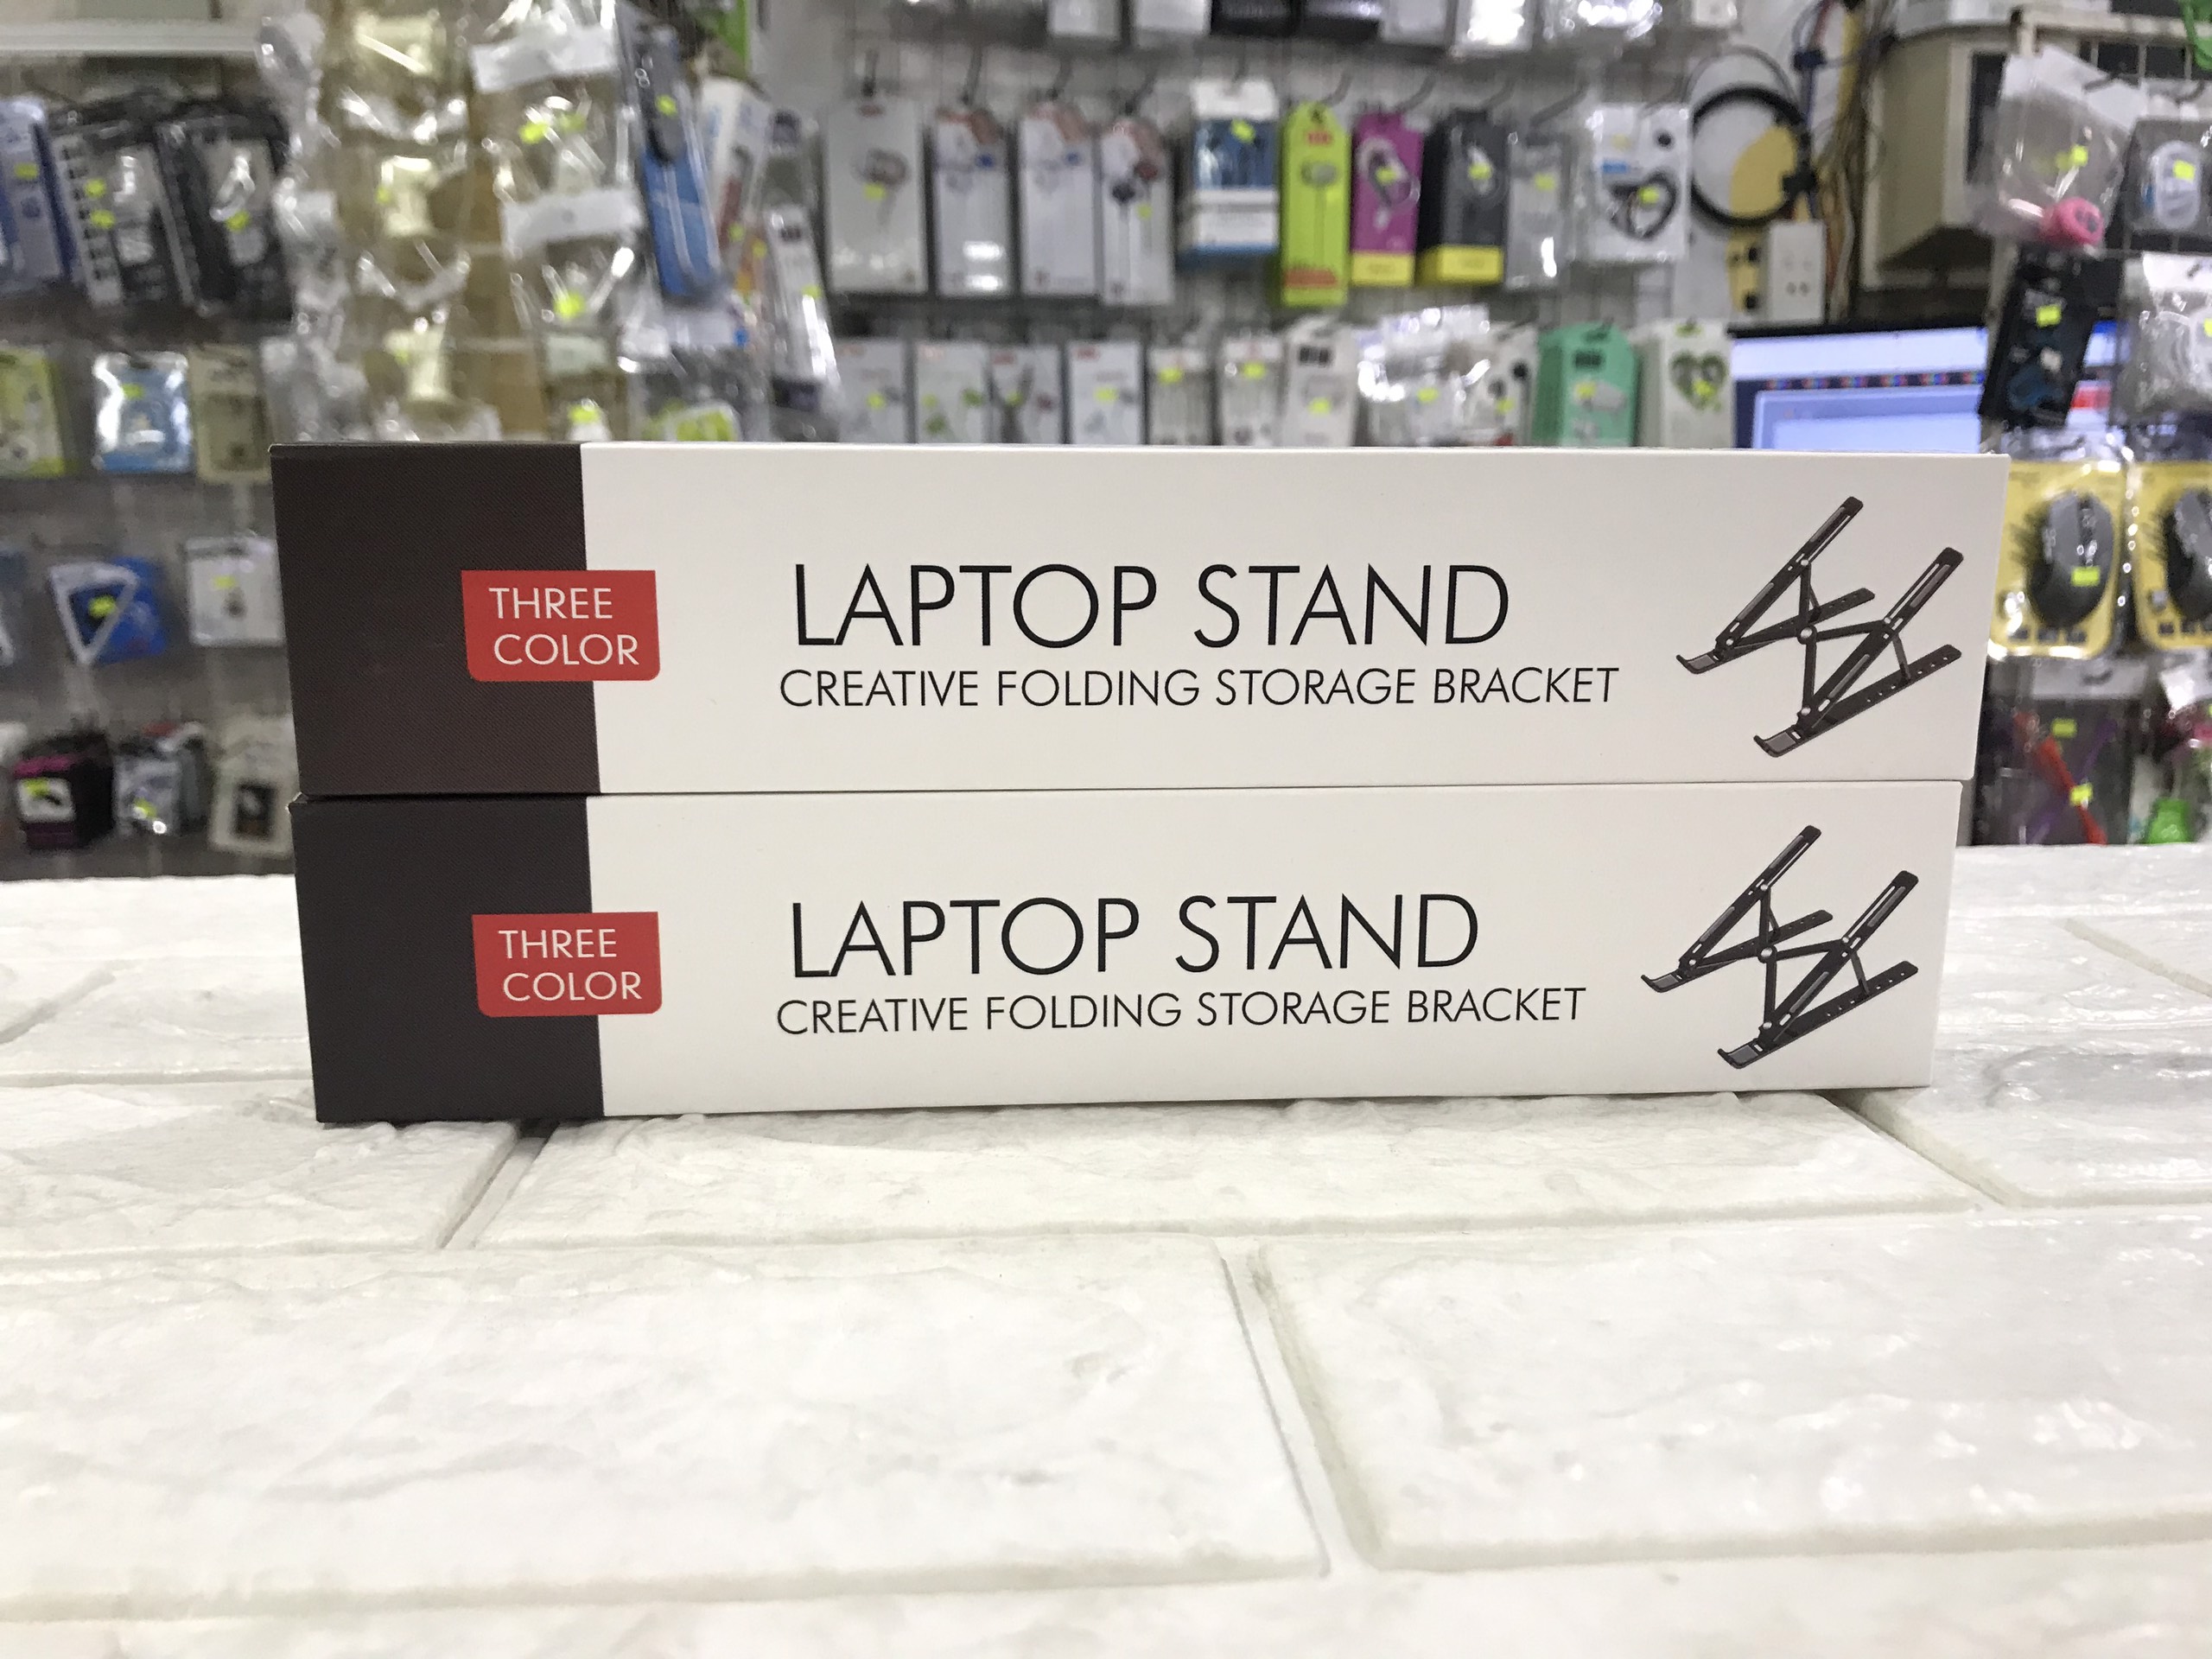 THREE
COLOR
LAPTOP STAND
CREATIVE FOLDING STORAGE BRACKET
THREE
COLOR
LAPTOP STAND
CREATIVE FOLDING STORAGE BRACKET